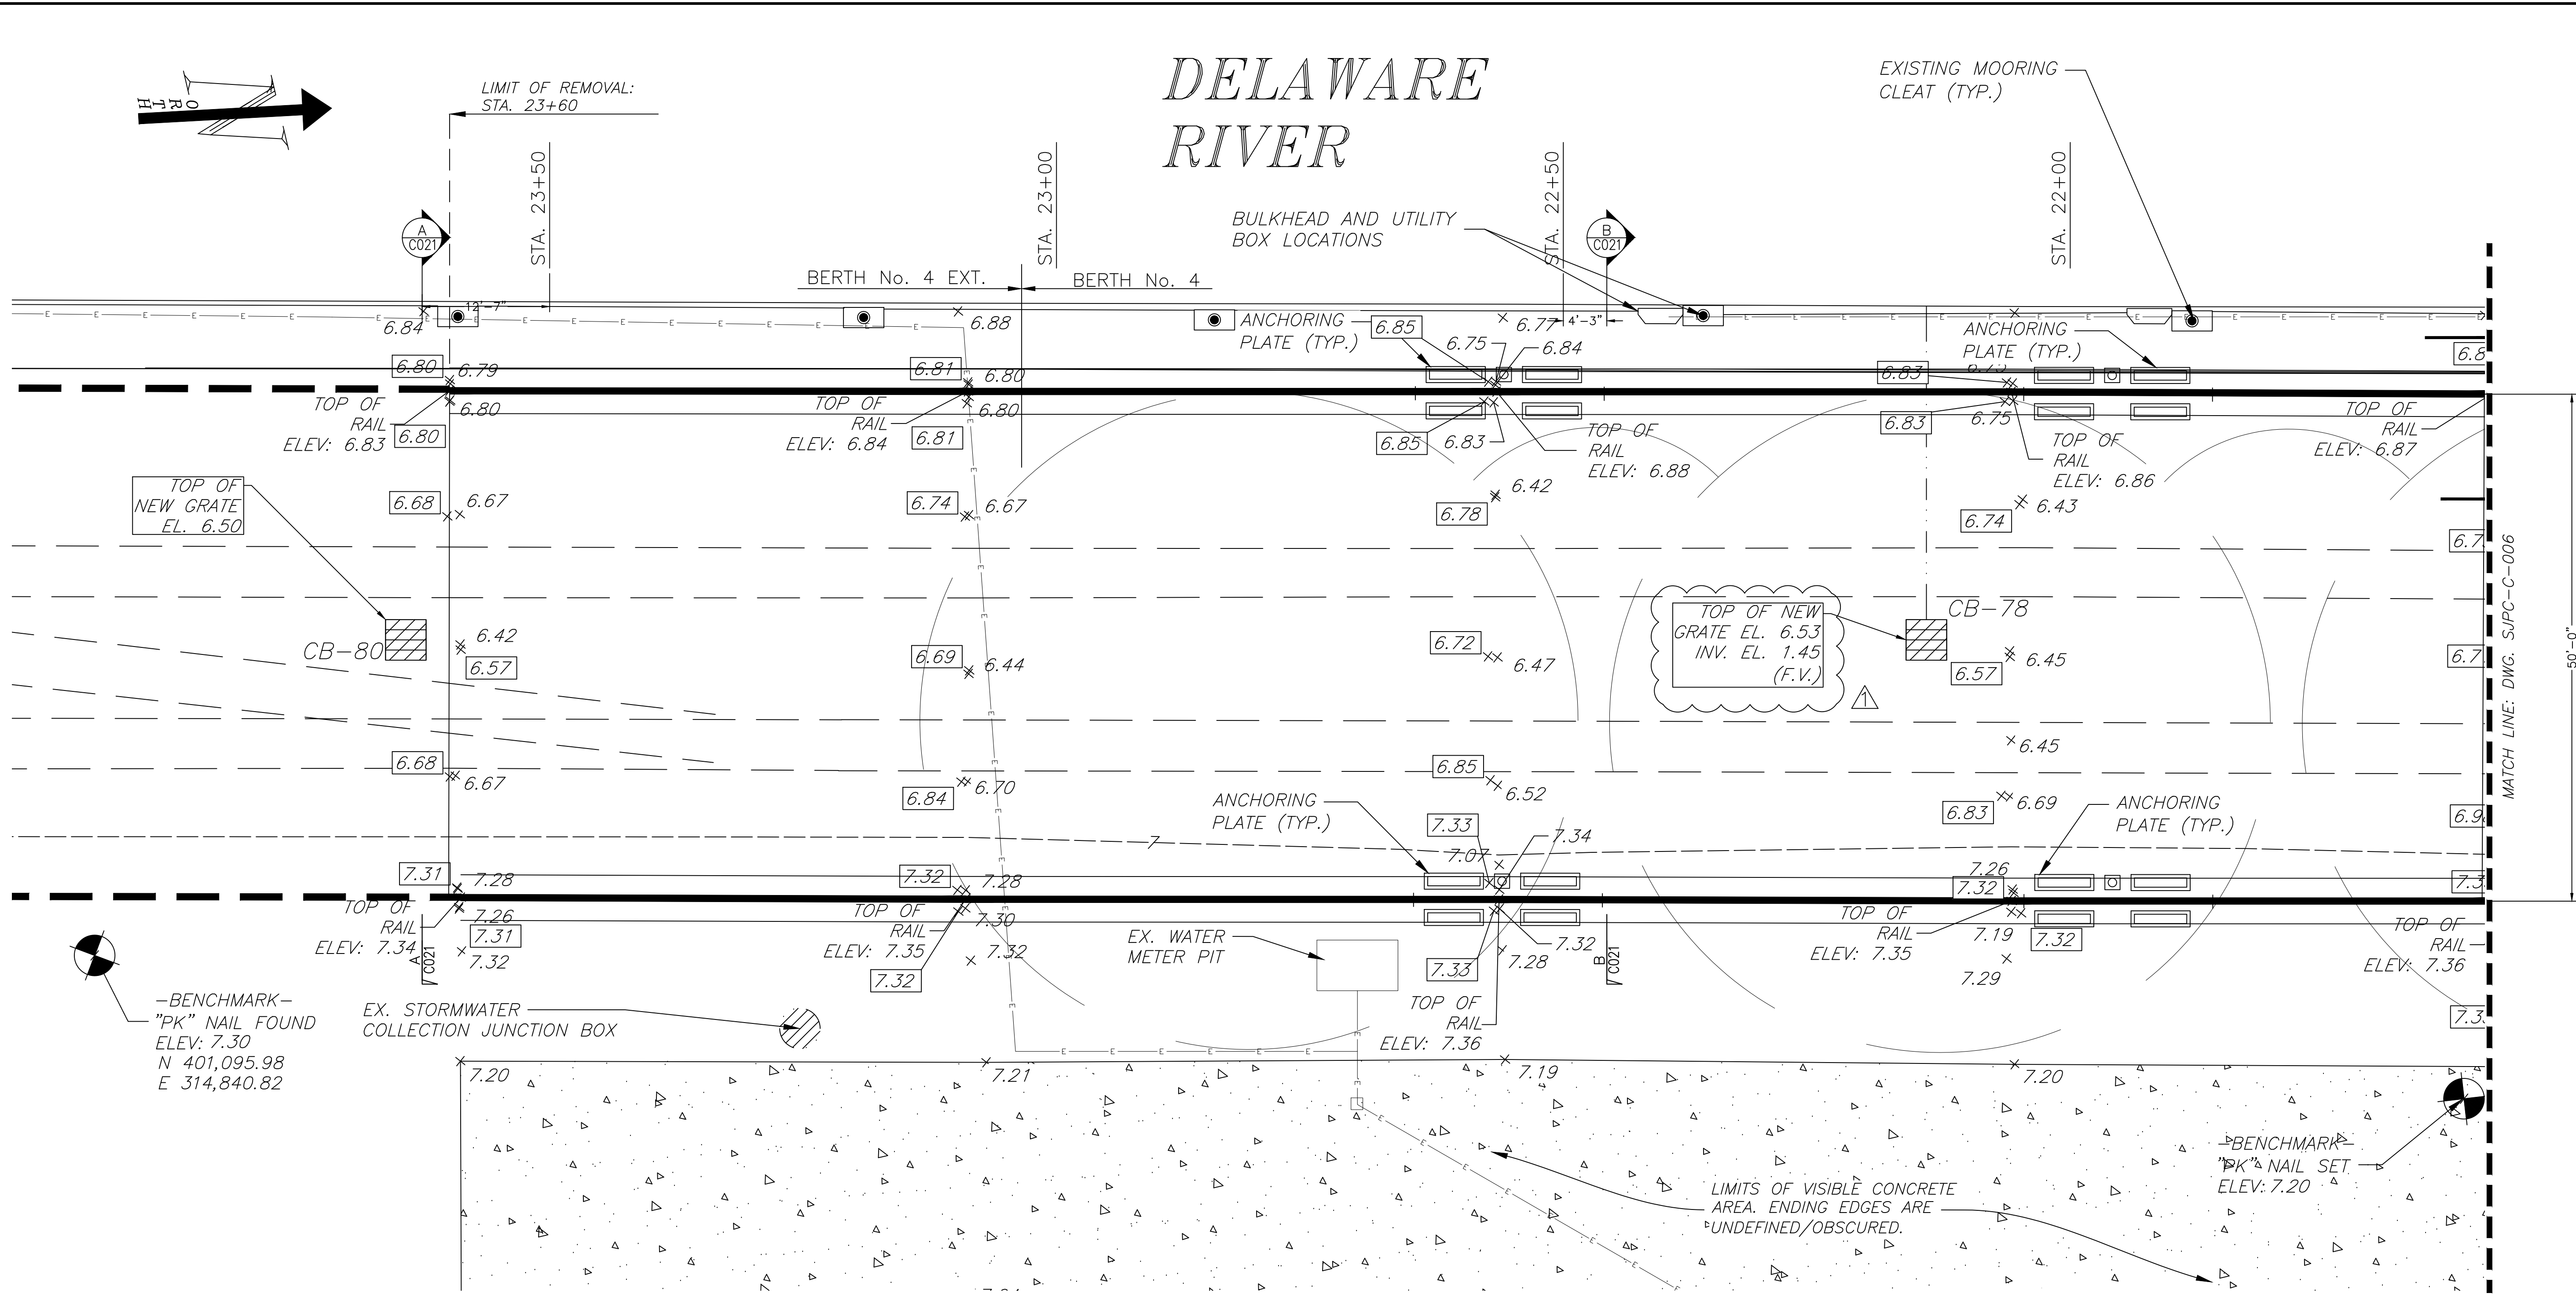 DELAWARE
RIVER
NORTH
LIMIT OF REMOVAL:
STA. 23+60
EXISTING MOORING
CLEAT (TYP.)
STA. 23+50
STA. 23+00
STA. 22+50
STA. 22+00
A
C021
B
C021
BULKHEAD AND UTILITY
BOX LOCATIONS
BERTH No. 4 EXT.
BERTH No. 4
12'-7"
4'-3"
6.84
6.88
6.77
ANCHORING
PLATE (TYP.)
6.85
6.75
6.84
ANCHORING
PLATE (TYP.)
6.80
6.79
6.81
6.80
6.83
6.80
6.80
6.80
6.81
6.85
6.83
6.83
6.75
TOP OF
RAIL
ELEV: 6.83
TOP OF
RAIL
ELEV: 6.84
TOP OF
RAIL
ELEV: 6.88
TOP OF
RAIL
ELEV: 6.86
TOP OF
RAIL
ELEV: 6.87
TOP OF
NEW GRATE
EL. 6.50
6.68
6.67
6.74
6.67
6.42
6.78
6.43
6.74
CB-80
6.42
6.57
6.69
6.44
6.72
6.47
TOP OF NEW
GRATE EL. 6.53
INV. EL. 1.45
(F.V.)
1
CB-78
6.45
6.57
6.45
MATCH LINE: DWG. SJPC-C-006
50'-0"
6.68
6.67
6.84
6.70
6.85
6.52
6.83
6.69
ANCHORING
PLATE (TYP.)
ANCHORING
PLATE (TYP.)
7
7.31
7.28
7.32
7.28
7.33
7.07
7.34
7.26
7.32
7.26
7.31
7.32
7.30
7.32
7.32
7.32
7.33
7.28
7.19
7.32
7.29
TOP OF
RAIL
ELEV: 7.34
TOP OF
RAIL
ELEV: 7.35
TOP OF
RAIL
ELEV: 7.36
TOP OF
RAIL
ELEV: 7.35
TOP OF
RAIL
ELEV: 7.36
A
C021
B
C021
EX. WATER
METER PIT
-BENCHMARK-
"PK" NAIL FOUND
ELEV: 7.30
N 401,095.98
E 314,840.82
EX. STORMWATER
COLLECTION JUNCTION BOX
7.20
7.21
7.19
7.20
-BENCHMARK-
"PK" NAIL SET
ELEV: 7.20
LIMITS OF VISIBLE CONCRETE
AREA. ENDING EDGES ARE
UNDEFINED/OBSCURED.